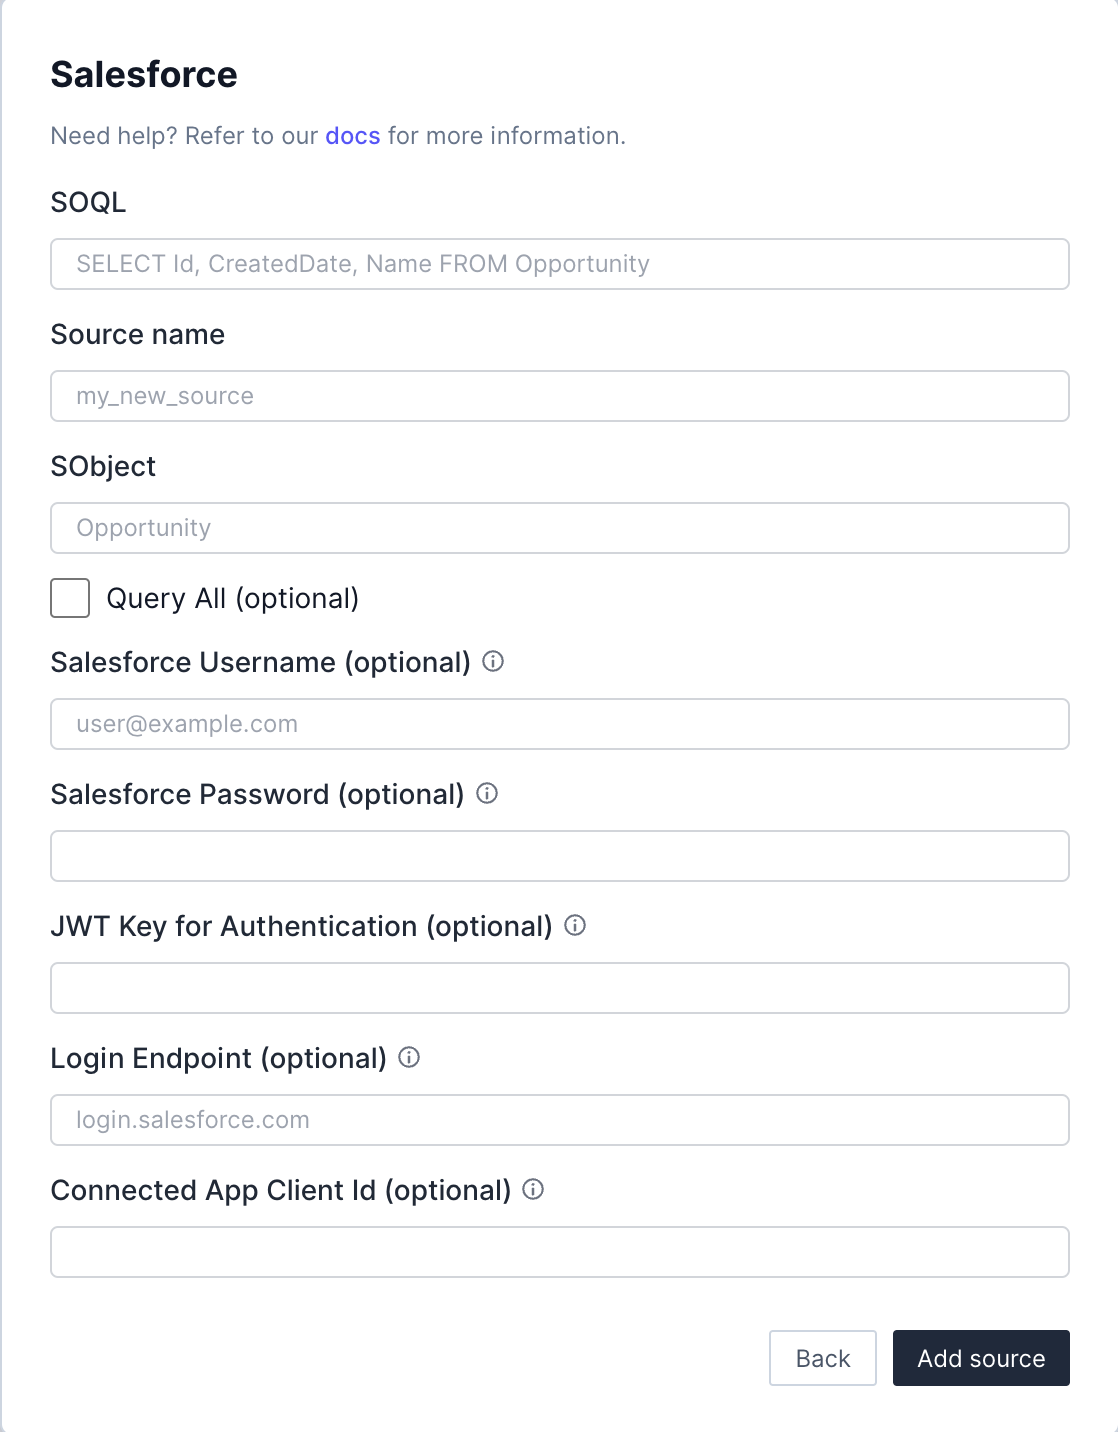 Salesforce
Need help? Refer to our docs for more information.
SOQL
SELECT Id, CreatedDate, Name FROM Opportunity
Source name
my_new_source
SObject
Opportunity
Query All (optional)
Salesforce Username (optional)
user@example.com
Salesforce Password (optional)
JWT Key for Authentication (optional)
Login Endpoint (optional)
login.salesforce.com
Connected App Client Id (optional)
Back Add source